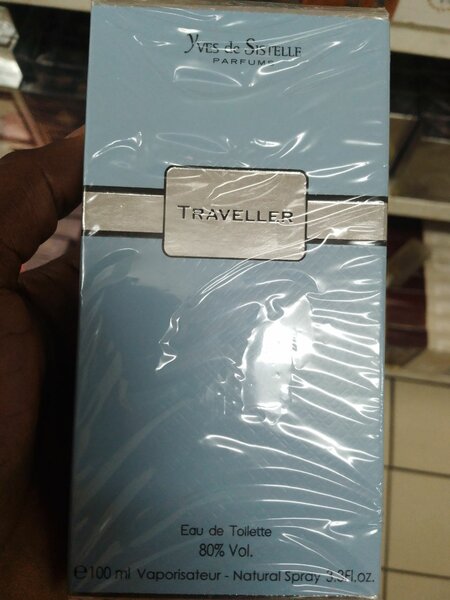 Yves de Sistelle
PARFUMS
TRAVELLER
Eau de Toilette
80% Vol.
℮100 ml Vaporisateur - Natural Spray 3.3Fl.oz.